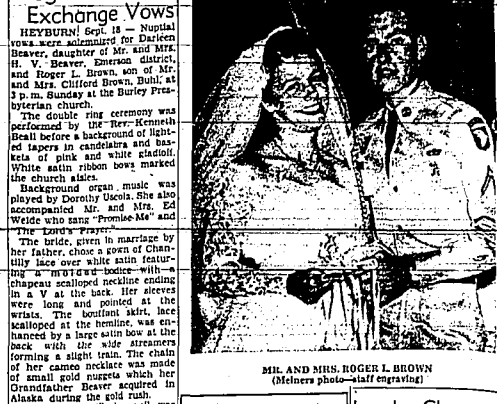 Exchange Vows
HEYBURN, Sept. 18 — Nuptial
vows were solemnized for Darleen
Beaver, daughter of Mr. and Mrs.
H. V. Beaver, Emerson district,
and Roger L. Brown, son of Mr.
and Mrs. Clifford Brown, Buhl, at
3 p.m. Sunday at the Burley Pres-
byterian church.
The double ring ceremony was
performed by the Rev. Kenneth
Beall before a background of light-
ed tapers in candelabra and bas-
kets of pink and white gladioli.
White satin ribbon bows marked
the church aisles.
Background organ music was
played by Dorothy Uscola. She also
accompanied Mr. and Mrs. Ed
Welde who sang "Promise Me" and
"The Lord's Prayer."
The bride, given in marriage by
her father, chose a gown of Chan-
tilly lace over white satin featur-
ing a molded bodice with a
chapeau scalloped neckline ending
in a V at the back. Her sleeves
were long and pointed at the
wrists. The bouffant skirt, lace
scalloped at the hemline, was en-
hanced by a large satin bow at the
back with the wide streamers
forming a slight train. The chain
of her cameo necklace was made
of small gold nuggets which her
Grandfather Beaver acquired in
Alaska during the gold rush.
MR. AND MRS. ROGER L. BROWN
(Meiners photo—staff engraving)